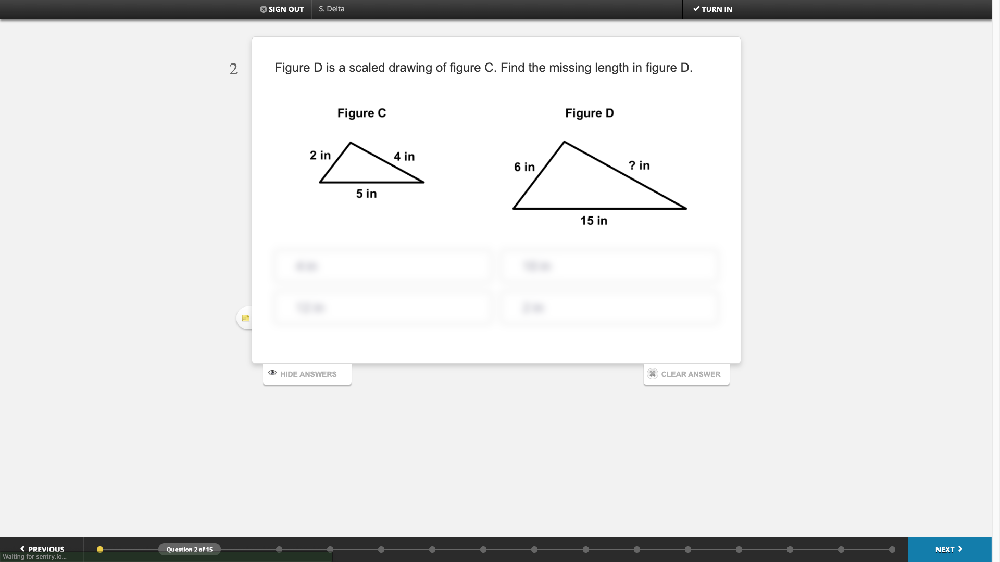 SIGN OUT
S. Delta
TURN IN
2
Figure D is a scaled drawing of figure C. Find the missing length in figure D.
Figure C
Figure D
2 in
4 in
5 in
6 in
? in
15 in
HIDE ANSWERS
CLEAR ANSWER
PREVIOUS
Question 2 of 15
NEXT
Waiting for sentry.io...